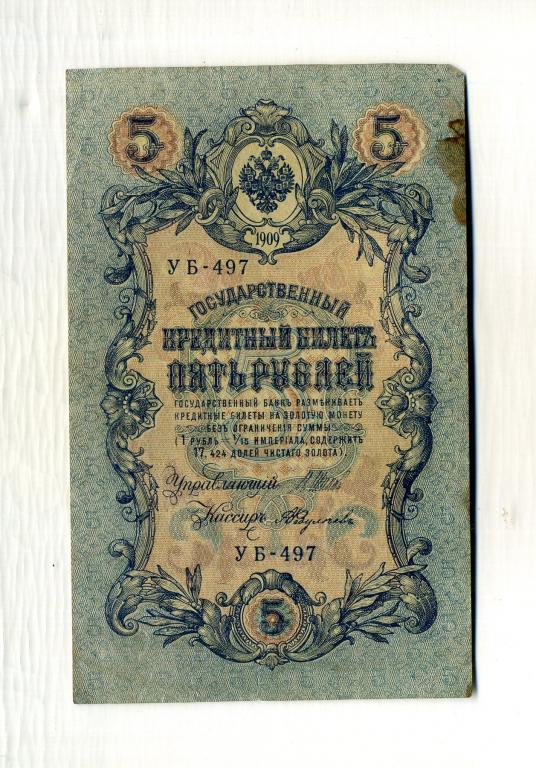 5 5
1909
УБ-497
ГОСУДАРСТВЕННЫЙ
КРЕДИТНЫЙ БИЛЕТЪ
ПЯТЬ РУБЛЕЙ
ГОСУДАРСТВЕННЫЙ БАНКЪ РАЗМѢНИВАЕТЪ
КРЕДИТНЫЕ БИЛЕТЫ НА ЗОЛОТУЮ МОНЕТУ
БЕЗЪ ОГРАНИЧЕНІЯ СУММЫ
(1 РУБЛЬ = 1/15 ИМПЕРІАЛА, СОДЕРЖИТЪ
17,424 ДОЛЕЙ ЧИСТАГО ЗОЛОТА).
Управляющій
Кассиръ
УБ-497
5